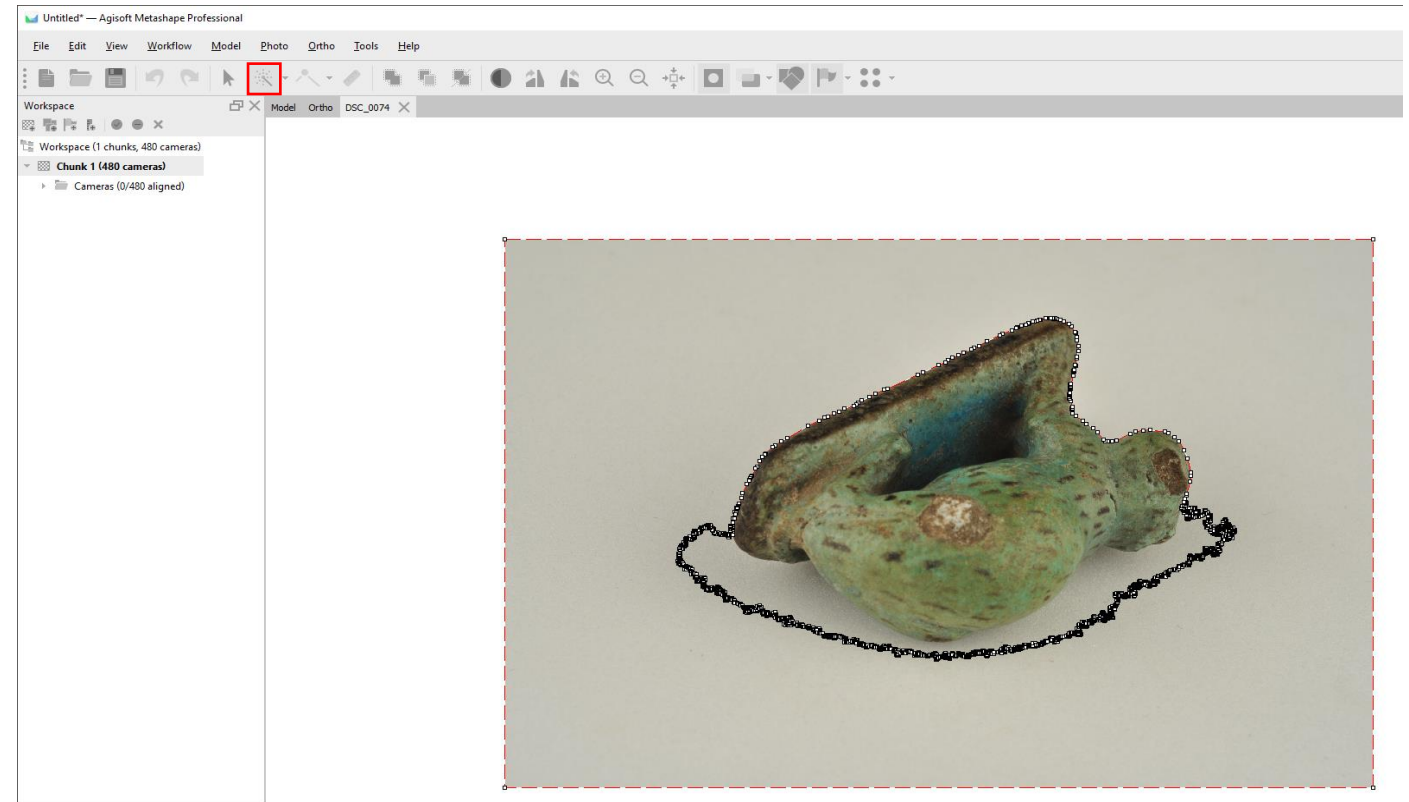 Untitled* — Agisoft Metashape Professional
File Edit View Workflow Model Photo Ortho Tools Help
Workspace
Model Ortho DSC_0074
Workspace (1 chunks, 480 cameras)
Chunk 1 (480 cameras)
Cameras (0/480 aligned)